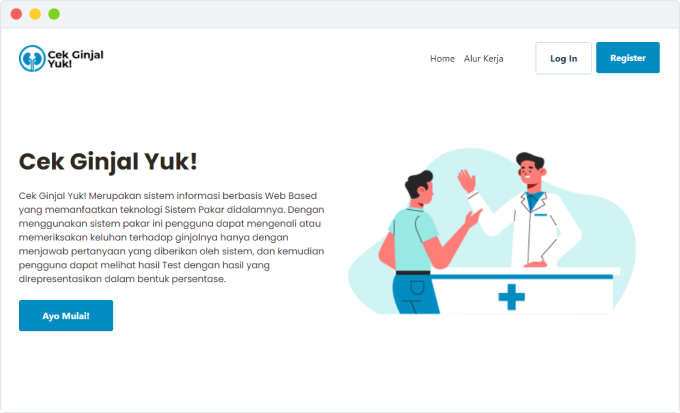 Cek Ginjal
Yuk!
Home
Alur Kerja
Log In
Register
Cek Ginjal Yuk!
Cek Ginjal Yuk! Merupakan sistem informasi berbasis Web Based
yang memanfaatkan teknologi Sistem Pakar didalamnya. Dengan
menggunakan sistem pakar ini pengguna dapat mengenali atau
memeriksakan keluhan terhadap ginjalnya hanya dengan
menjawab pertanyaan yang diberikan oleh sistem, dan kemudian
pengguna dapat melihat hasil Test dengan hasil yang
direpresentasikan dalam bentuk persentase.
Ayo Mulai!